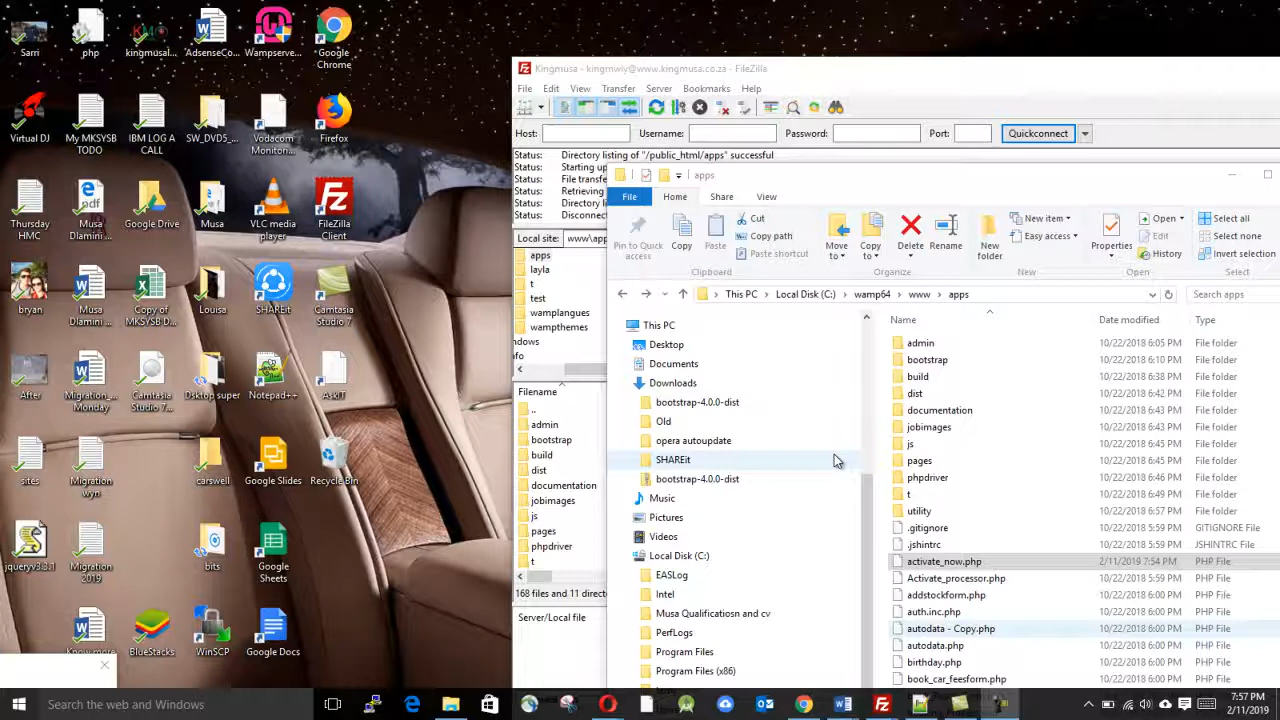 Sarri
php
kingmusal...
AdsenseCo...
Wampserve...
Google
Chrome
Virtual DJ
My MKSYSB
TODO
IBM LOG A
CALL
SW_DVD5_...
Vodacom
Moniton...
Firefox
Thursday
HMC
Musa
Dlamini ...
Google Drive
Musa
VLC media
player
FileZilla
Client
bryan
Musa
Dlamini ...
Copy of
MKSYSB D...
Louisa
SHAREit
Camtasia
Studio 7
After
Migration_...
Monday
Camtasia
Studio 7...
Dsktop super
Notepad++
AskIT
sites
Migration
wyn
carswell
Google Slides
Recycle Bin
jqueryv3.3.1
Migration
2019
bits
Google
Sheets
Know more
BlueStacks
WinSCP
Google Docs
Kingmusa - kingmwiy@www.kingmusa.co.za - FileZilla
File Edit View Transfer Server Bookmarks Help
Host: Username: Password: Port: Quickconnect
Status: Directory listing of "/public_html/apps" successful
Status: Starting up
Status: File transfe
Status: Retrieving
Status: Directory li
Status: Disconnec
Local site: www\app
apps
layla
t
test
wamplangues
wampthemes
ndows
nfo
Filename
..
admin
bootstrap
build
dist
documentation
jobimages
js
pages
phpdriver
t
168 files and 11 direct
Server/Local file
apps
File Home Share View
Pin to Quick
access
Copy
Paste
Cut
Copy path
Paste shortcut
Clipboard
Move
to
Copy
to
Delete
Rename
Organize
New
folder
New item
Easy access
New
Properties
Open
Edit
History
Open
Select all
Select none
Invert selection
Select
This PC Local Disk (C:) wamp64 www apps
Search apps
This PC
Desktop
Documents
Downloads
bootstrap-4.0.0-dist
Old
opera autoupdate
SHAREit
bootstrap-4.0.0-dist
Music
Pictures
Videos
Local Disk (C:)
EASLog
Intel
Musa Qualificatiosn and cv
PerfLogs
Program Files
Program Files (x86)
Name Date modified Type
admin 10/22/2018 6:05 PM File folder
bootstrap 10/22/2018 6:10 PM File folder
build 10/22/2018 6:38 PM File folder
dist 10/22/2018 6:42 PM File folder
documentation 10/22/2018 6:43 PM File folder
jobimages 10/22/2018 6:43 PM File folder
js 10/22/2018 6:45 PM File folder
pages 10/22/2018 6:45 PM File folder
phpdriver 10/22/2018 6:46 PM File folder
t 10/22/2018 6:49 PM File folder
utility 10/22/2018 6:57 PM File folder
.gitignore 10/22/2018 5:59 PM GITIGNORE File
.jshintrc 10/22/2018 5:59 PM JSHINTRC File
activate_now.php 2/11/2019 7:54 PM PHP File
Activate_processor.php 10/22/2018 5:59 PM PHP File
addstockform.php 10/22/2018 6:00 PM PHP File
auth.inc.php 10/22/2018 6:00 PM PHP File
autodata - Copy.php 10/22/2018 6:00 PM PHP File
autodata.php 10/22/2018 6:00 PM PHP File
birthday.php 10/22/2018 6:00 PM PHP File
book_car_feesform.php 10/22/2018 6:00 PM PHP File
Search the web and Windows
7:57 PM
2/11/2019